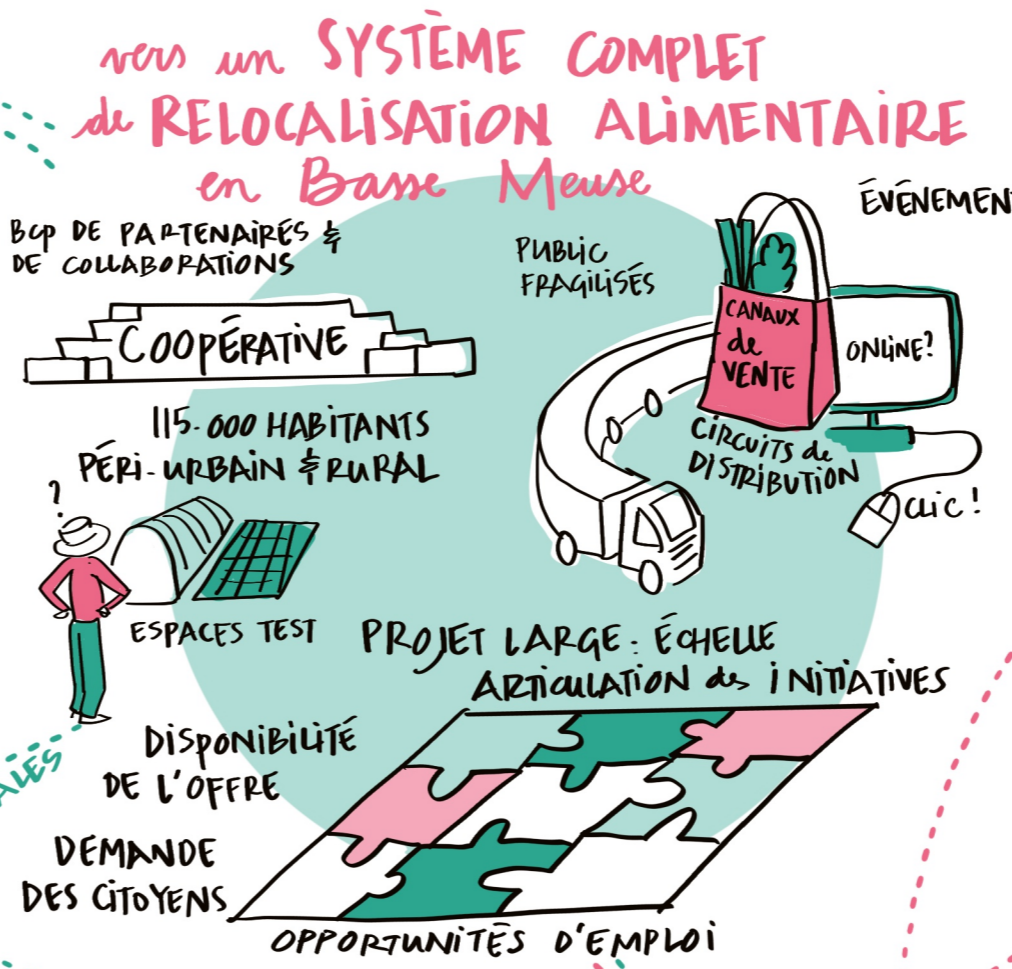 vers un SYSTÈME COMPLET
de RELOCALISATION ALIMENTAIRE
en Basse Meuse
BCP DE PARTENAIRÉS &
DE COLLABORATIONS
COOPÉRATIVE
115.000 HABITANTS
PÉRI-URBAIN & RURAL
?
ESPACES TEST
PUBLIC
FRAGILISÉS
ÉVÉNEMENT
CANAUX
de
VENTE
ONLINE?
CIRCUITS de
DISTRIBUTION
CLIC!
PROJET LARGE: ÉCHELLE
ARTICULATION des INITIATIVES
DISPONIBILITÉ
DE L'OFFRE
ALES
DEMANDE
DES CITOYENS
OPPORTUNITÉS D'EMPLOI